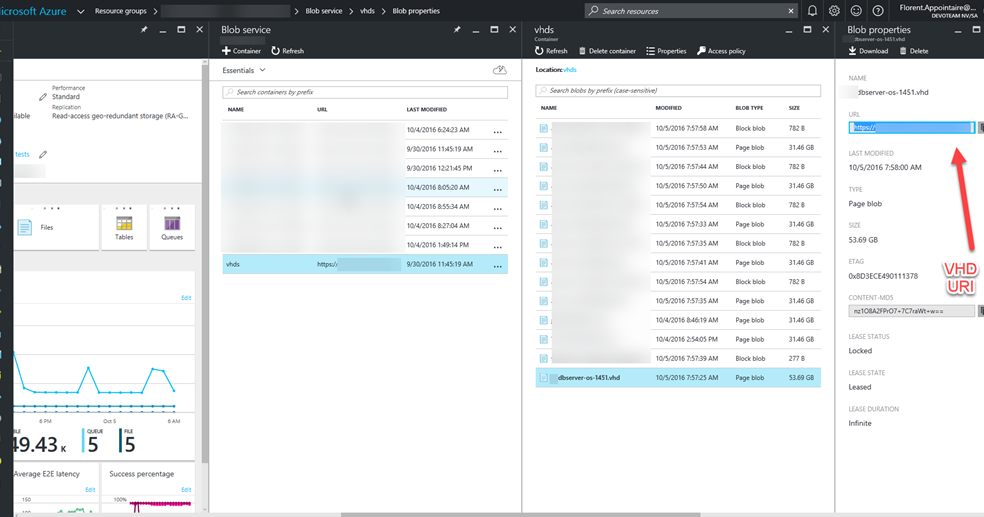 Microsoft Azure
Resource groups
Blob service
vhds
Blob properties
Search resources
Florent.Appointaire@...
DEVOTEAM NV/SA
Performance
Standard
Replication
Read-access geo-redundant storage (RA-G...
tests
Files
Tables
Queues
Edit
6 PM
Oct 5
6 AM
49.43 K
QUEUE
5
FILE
5
Average E2E latency
Edit
150
100
Success percentage
Edit
100%
Blob service
Container
Refresh
Essentials
Search containers by prefix
NAME URL LAST MODIFIED
10/4/2016 6:24:23 AM ...
9/30/2016 11:45:19 AM ...
9/30/2016 12:21:45 PM ...
10/4/2016 8:05:20 AM ...
10/4/2016 8:55:34 AM ...
10/4/2016 8:27:04 AM ...
10/4/2016 1:49:14 PM ...
vhds https:// 9/30/2016 11:45:19 AM ...
vhds
Container
Refresh
Delete container
Properties
Access policy
Location: vhds
Search blobs by prefix (case-sensitive)
NAME MODIFIED BLOB TYPE SIZE
10/5/2016 7:57:58 AM Block blob 782 B
10/5/2016 7:57:53 AM Page blob 31.46 GB
10/5/2016 7:57:44 AM Block blob 782 B
10/5/2016 7:57:50 AM Page blob 31.46 GB
10/5/2016 7:57:54 AM Block blob 782 B
10/5/2016 7:57:33 AM Page blob 31.46 GB
10/5/2016 7:57:45 AM Block blob 782 B
10/5/2016 7:57:41 AM Page blob 31.46 GB
10/5/2016 7:57:54 AM Block blob 782 B
10/5/2016 7:57:35 AM Page blob 31.46 GB
10/4/2016 8:46:19 AM Page blob 31.46 GB
10/4/2016 2:54:05 PM Page blob 31.46 GB
10/5/2016 7:57:39 AM Block blob 277 B
dbserver-os-1451.vhd 10/5/2016 7:57:25 AM Page blob 53.69 GB
Blob properties
dbserver-os-1451.vhd
Download
Delete
NAME
dbserver-os-1451.vhd
URL
https://
LAST MODIFIED
10/5/2016 7:58:00 AM
TYPE
Page blob
SIZE
53.69 GB
ETAG
0x8D3ECE490111378
CONTENT-MD5
nz1O8A2FPrO7+7C7raWt+w==
LEASE STATUS
Locked
LEASE STATE
Leased
LEASE DURATION
Infinite
VHD
URI